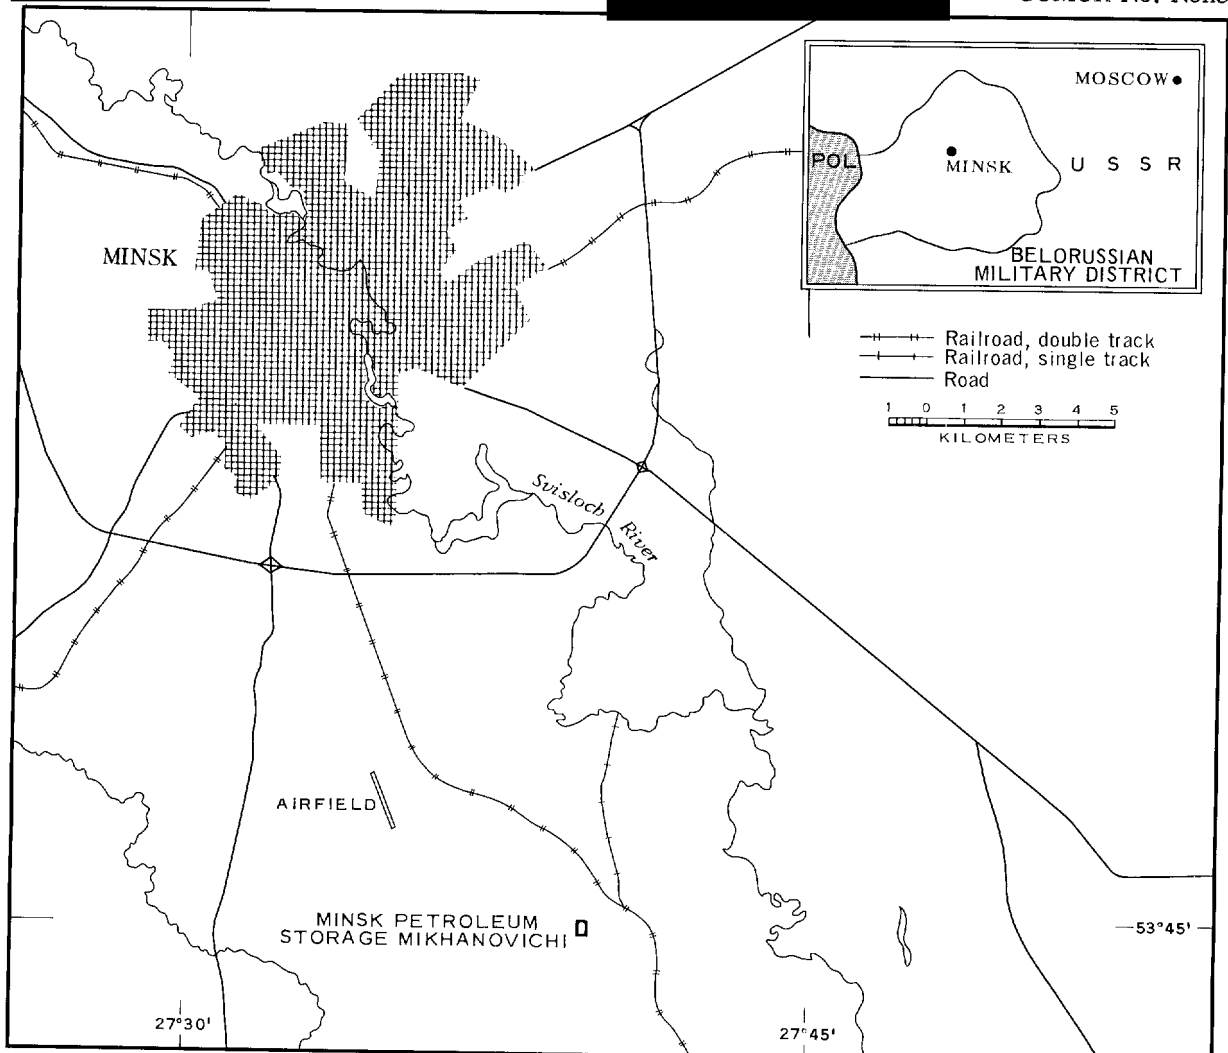 MOSCOW
POL
MINSK
U S S R
BELORUSSIAN
MILITARY DISTRICT
MINSK
Railroad, double track
Railroad, single track
Road
1 0 1 2 3 4 5
KILOMETERS
Svisloch River
AIRFIELD
MINSK PETROLEUM
STORAGE MIKHANOVICHI
53°45'
27°30'
27°45'